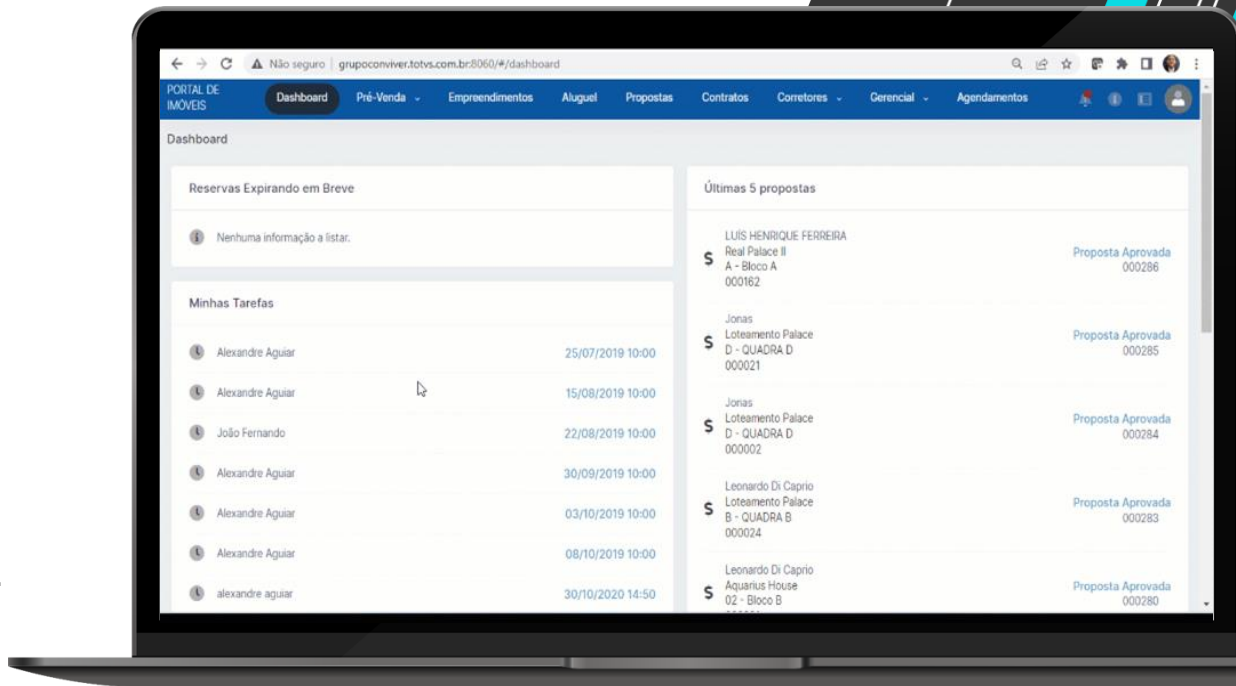 Não seguro
grupoconviver.totvs.com.br:8060/#/dashboard
PORTAL DE
IMÓVEIS
Dashboard
Pré-Venda
Empreendimentos
Aluguel
Propostas
Contratos
Corretores
Gerencial
Agendamentos
Dashboard
Reservas Expirando em Breve
Nenhuma informação a listar.
Minhas Tarefas
Alexandre Aguiar 25/07/2019 10:00
Alexandre Aguiar 15/08/2019 10:00
João Fernando 22/08/2019 10:00
Alexandre Aguiar 30/09/2019 10:00
Alexandre Aguiar 03/10/2019 10:00
Alexandre Aguiar 08/10/2019 10:00
alexandre aguiar 30/10/2020 14:50
Últimas 5 propostas
LUÍS HENRIQUE FERREIRA
Real Palace II
A - Bloco A
000162
Proposta Aprovada
000286
Jonas
Loteamento Palace
D - QUADRA D
000021
Proposta Aprovada
000285
Jonas
Loteamento Palace
D - QUADRA D
000002
Proposta Aprovada
000284
Leonardo Di Caprio
Loteamento Palace
B - QUADRA B
000024
Proposta Aprovada
000283
Leonardo Di Caprio
Aquarius House
02 - Bloco B
Proposta Aprovada
000280